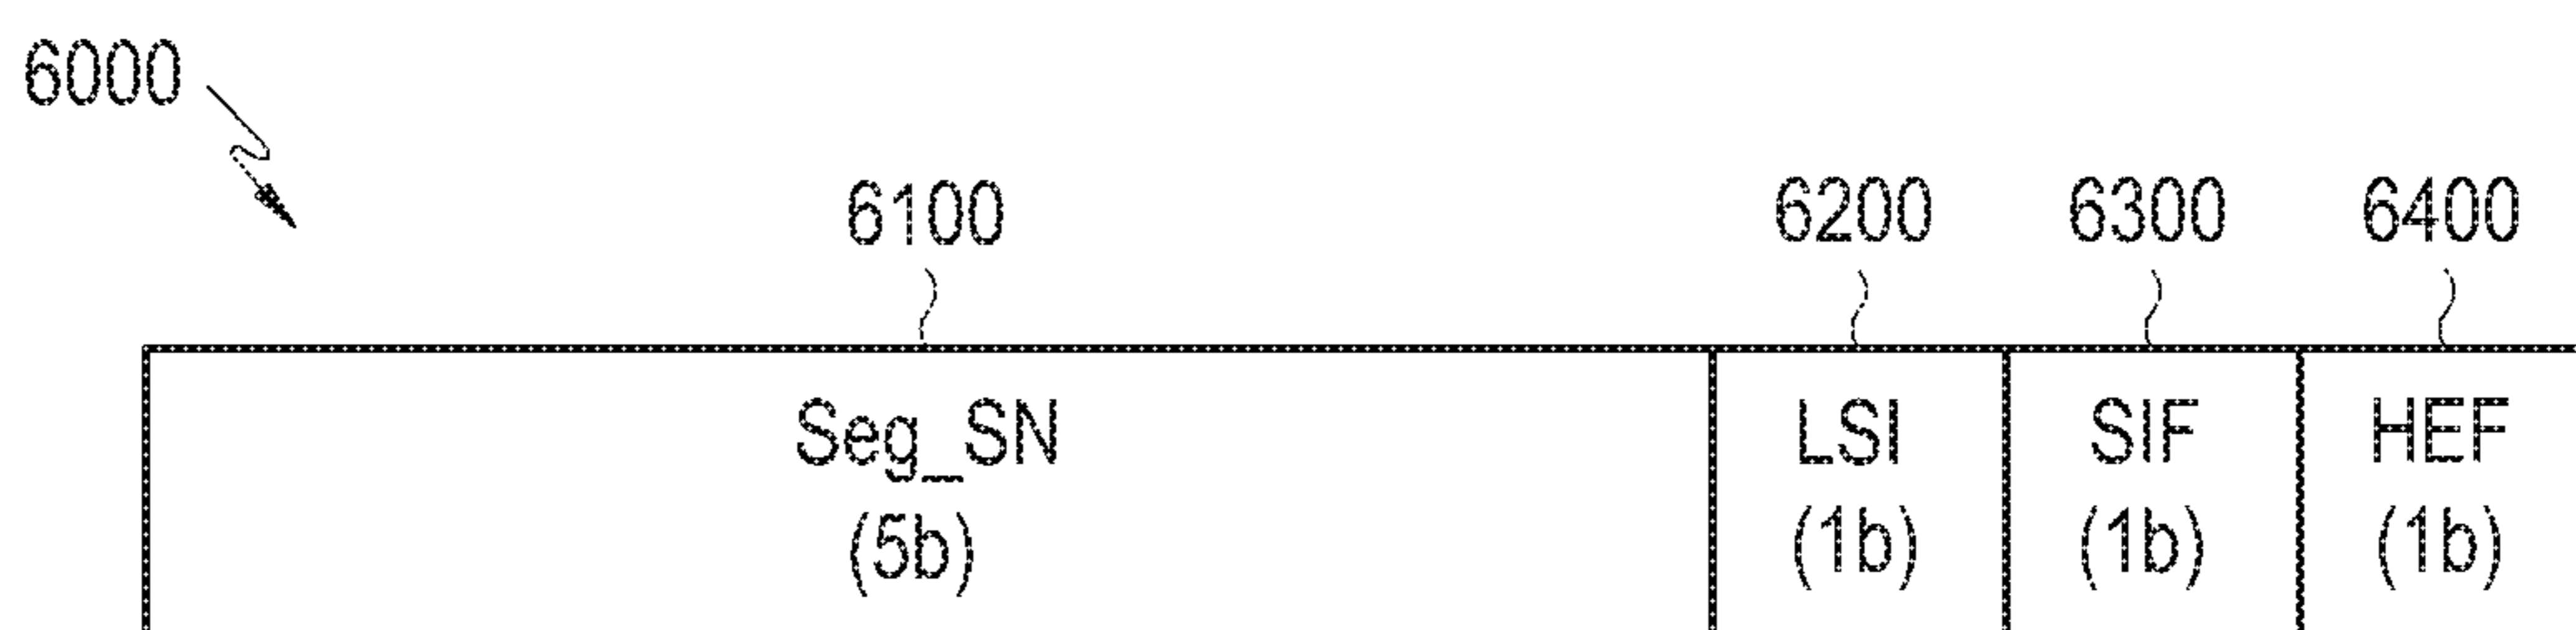 6000
6100 6200 6300 6400
Seg_SN LSI SIF HEF
(5b) (1b) (1b) (1b)